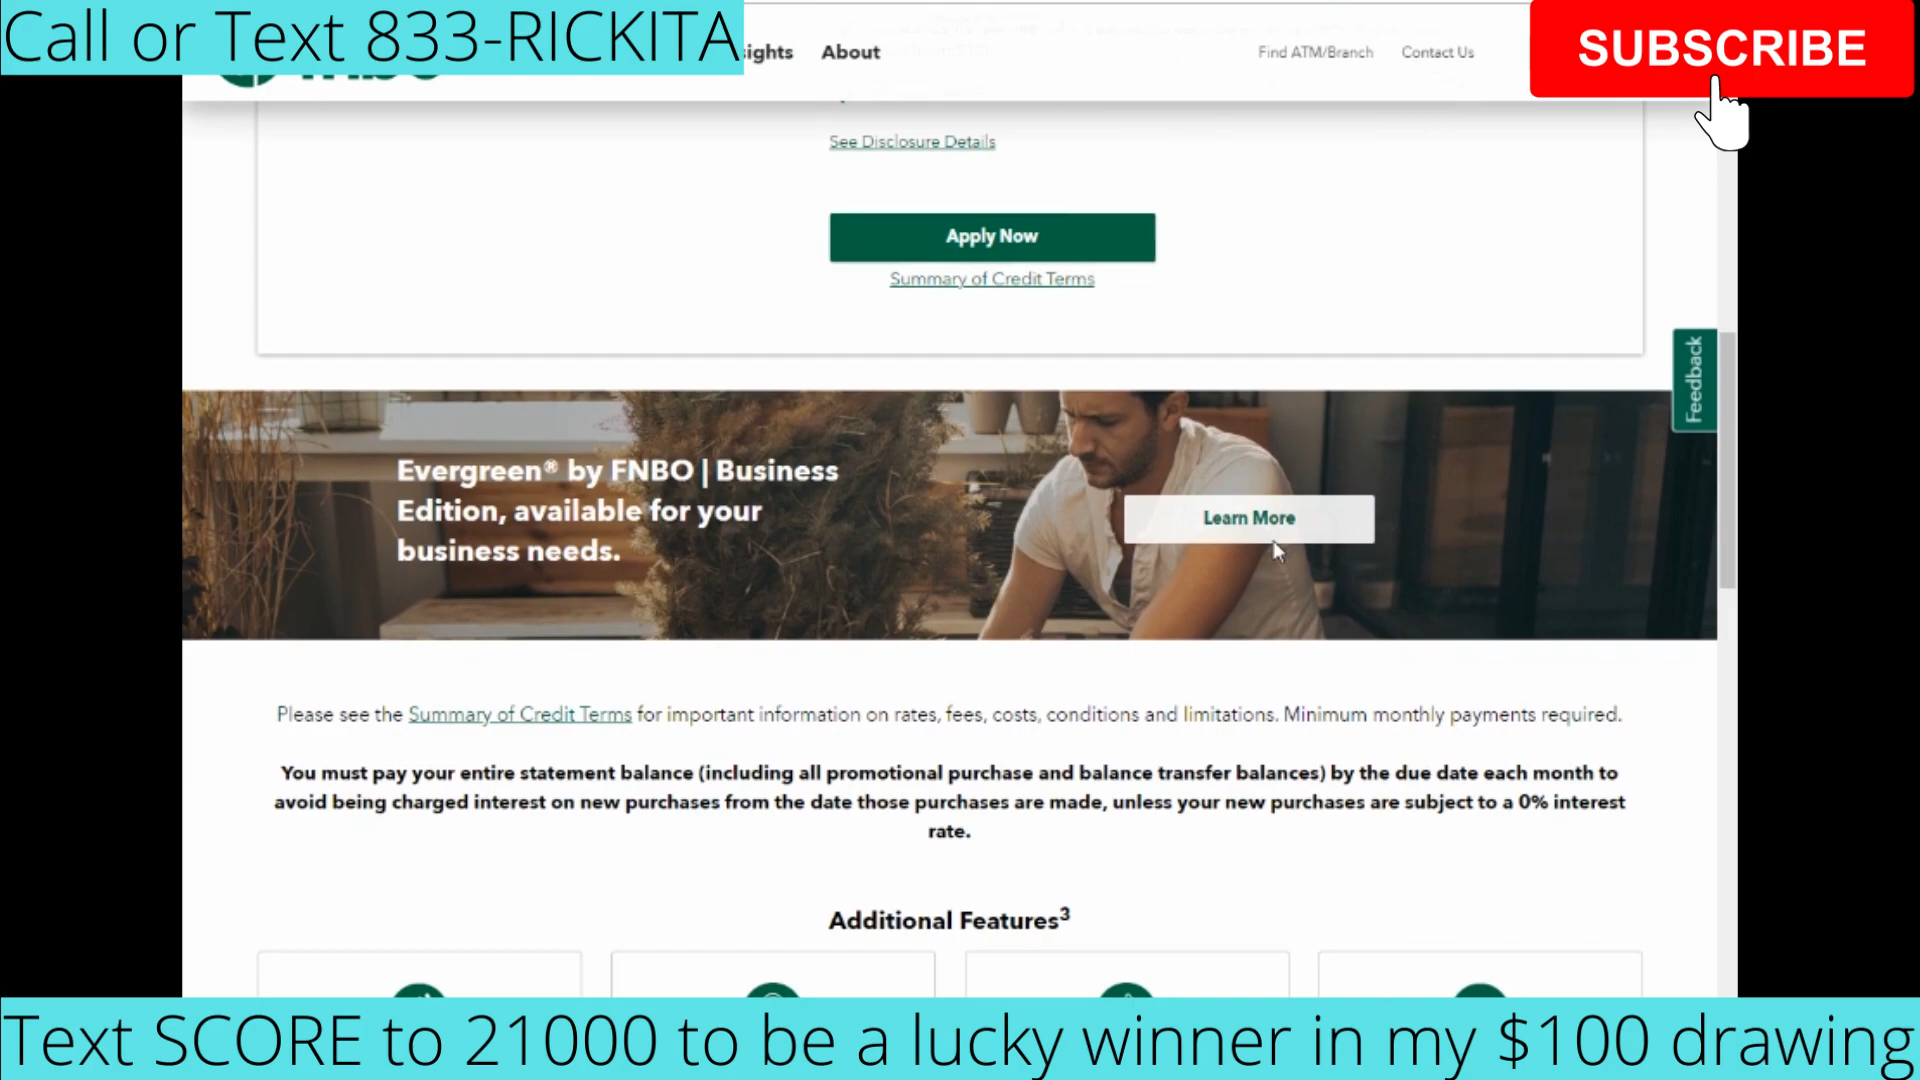 Call or Text 833-RICKITA
About
Find ATM/Branch
Contact Us
SUBSCRIBE
See Disclosure Details
Apply Now
Summary of Credit Terms
Feedback
Evergreen® by FNBO | Business
Edition, available for your
business needs.
Learn More
Please see the Summary of Credit Terms for important information on rates, fees, costs, conditions and limitations. Minimum monthly payments required.
You must pay your entire statement balance (including all promotional purchase and balance transfer balances) by the due date each month to
avoid being charged interest on new purchases from the date those purchases are made, unless your new purchases are subject to a 0% interest
rate.
Additional Features³
Text SCORE to 21000 to be a lucky winner in my $100 drawing